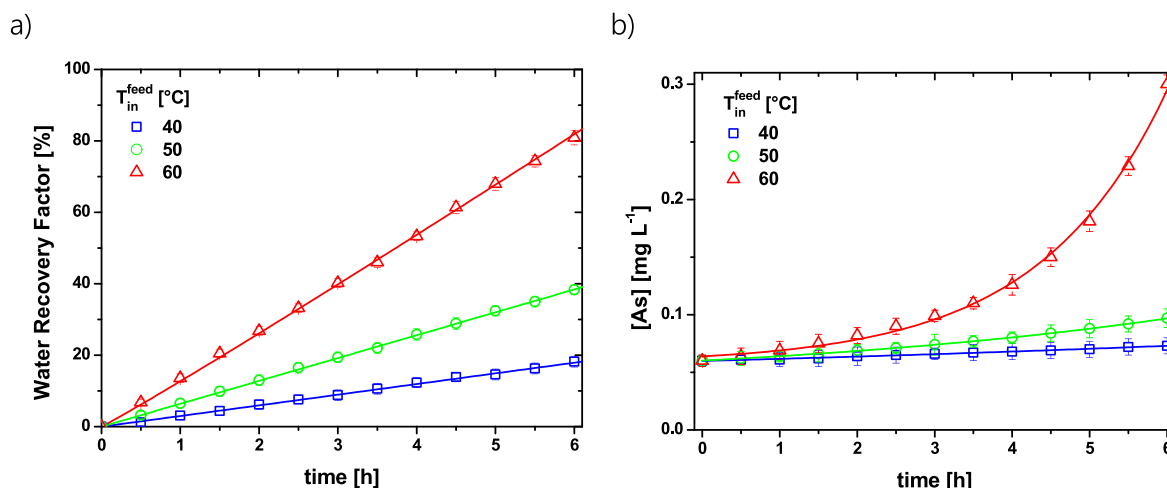 a)
Water Recovery Factor [%]
100
80
60
40
20
0
T_in^feed [°C]
40
50
60
0 1 2 3 4 5 6
time [h]
b)
[As] [mg L⁻¹]
0.3
0.2
0.1
0.0
T_in^feed [°C]
40
50
60
0 1 2 3 4 5 6
time [h]